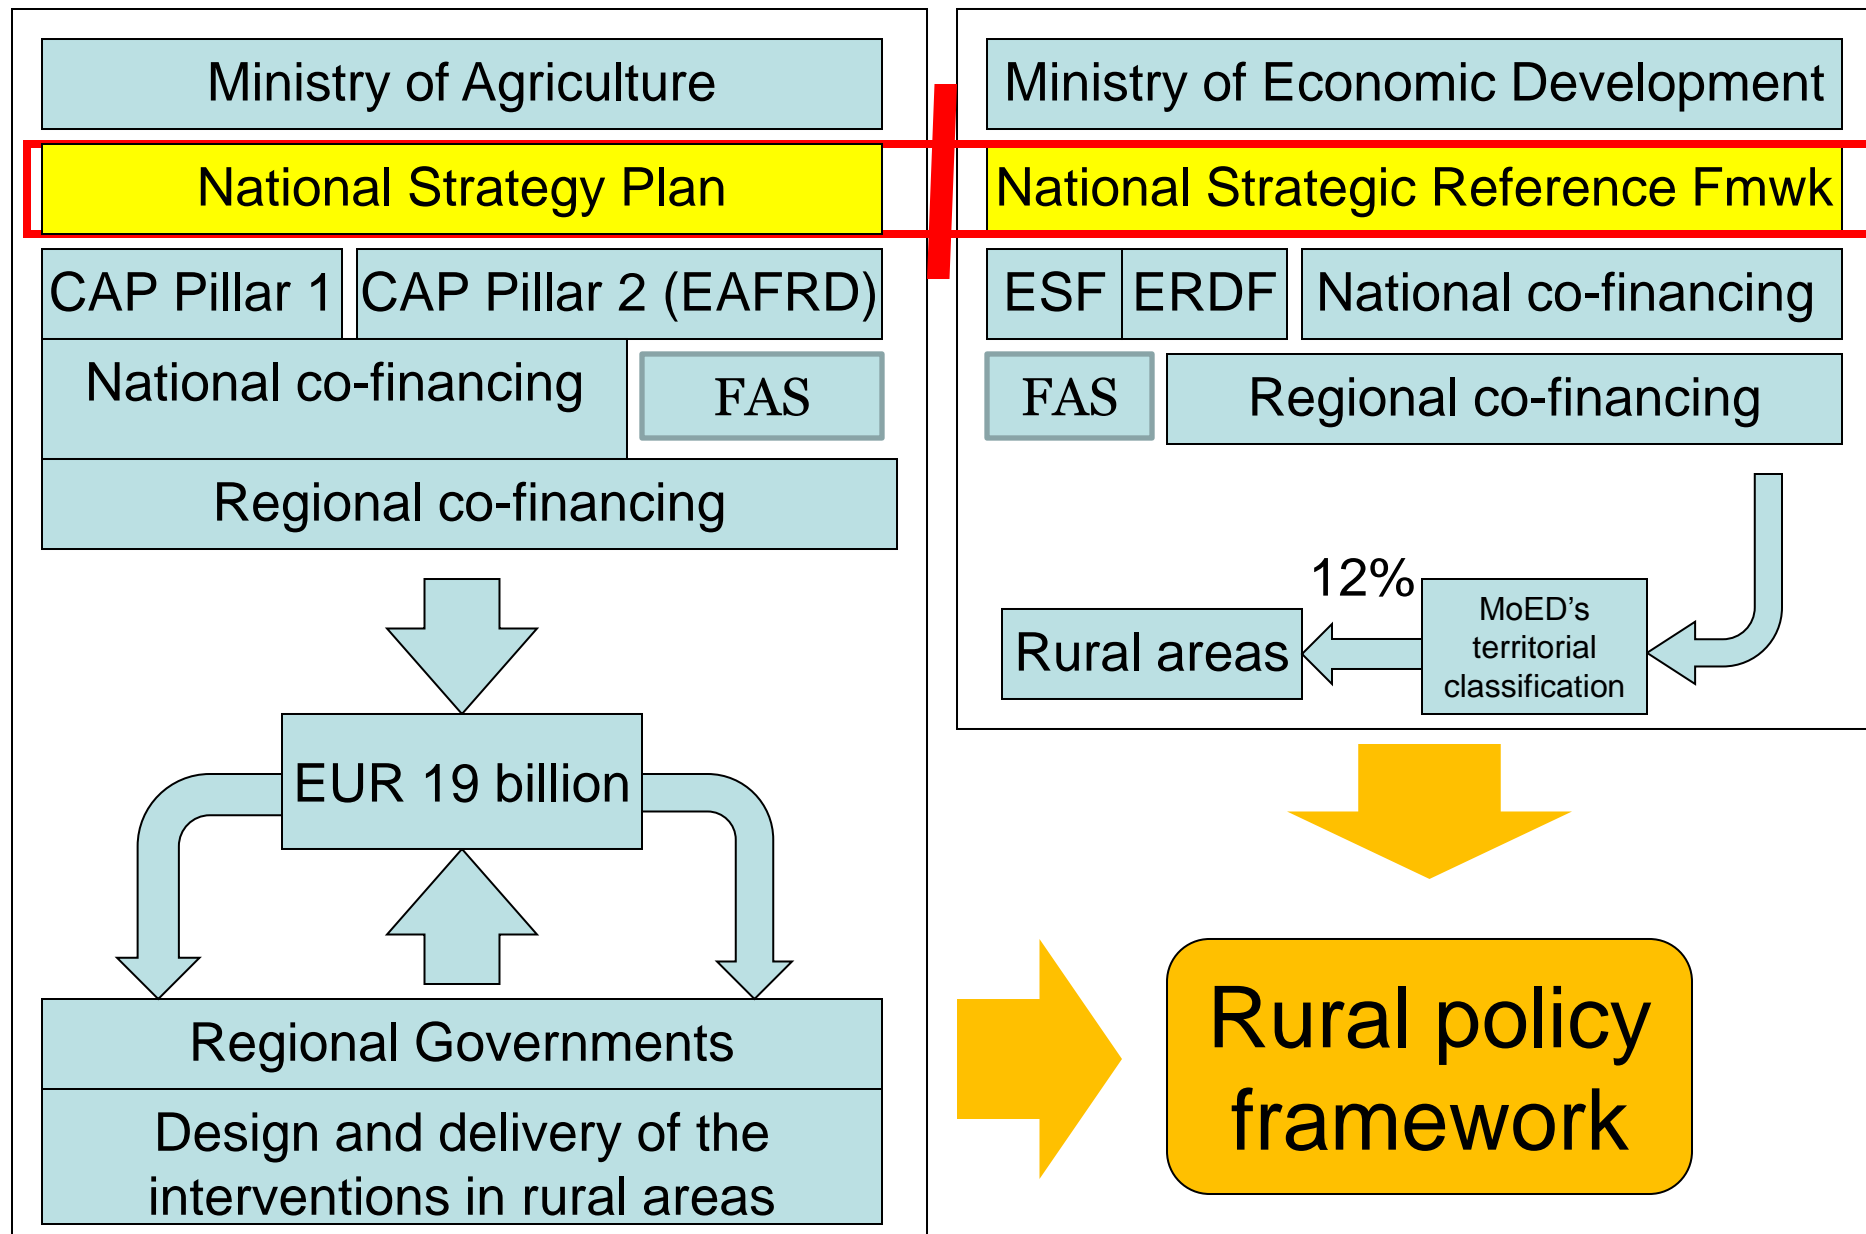 Ministry of Agriculture
National Strategy Plan
CAP Pillar 1
CAP Pillar 2 (EAFRD)
National co-financing
FAS
Regional co-financing
EUR 19 billion
Regional Governments
Design and delivery of the
interventions in rural areas
Ministry of Economic Development
National Strategic Reference Fmwk
ESF
ERDF
National co-financing
FAS
Regional co-financing
12%
Rural areas
MoED's
territorial
classification
Rural policy
framework